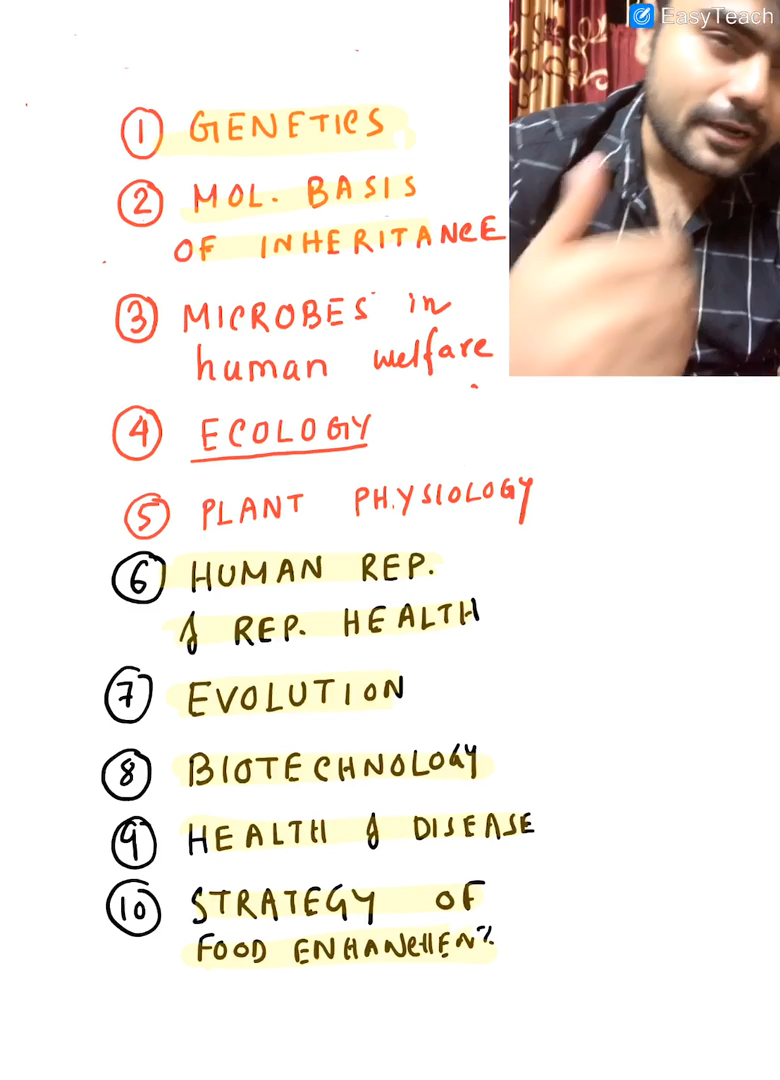 EasyTeach
1 GENETICS
2 MOL. BASIS
OF INHERITANCE
3 MICROBES in
human welfare
4 ECOLOGY
5 PLANT PHYSIOLOGY
6 HUMAN REP.
& REP. HEALTH
7 EVOLUTION
8 BIOTECHNOLOGY
9 HEALTH & DISEASE
10 STRATEGY OF
FOOD ENHANCEMENT